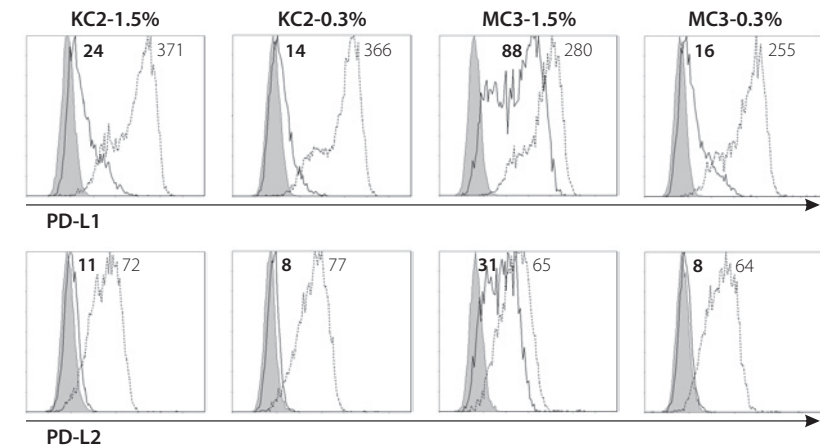 KC2-1.5% KC2-0.3% MC3-1.5% MC3-0.3%
24 371 14 366 88 280 16 255
PD-L1
11 72 8 77 31 65 8 64
PD-L2